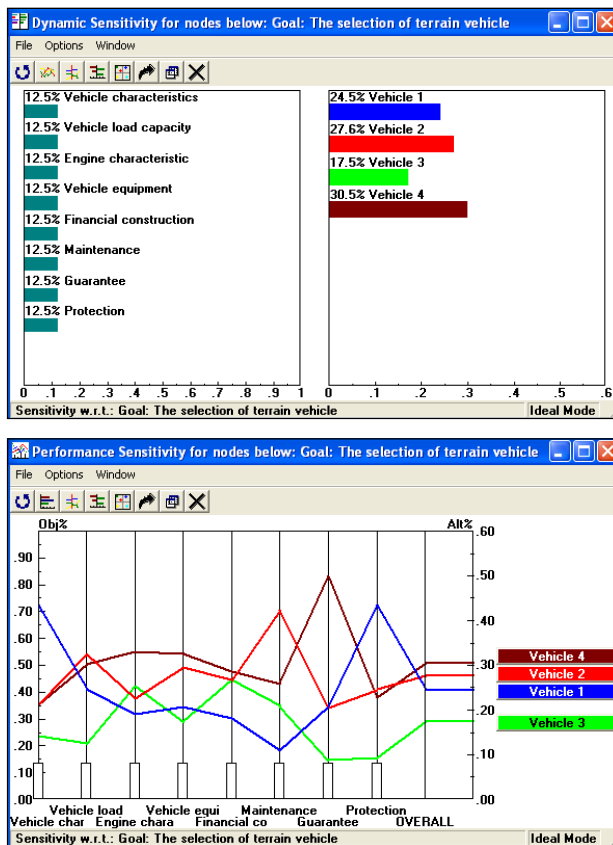 Dynamic Sensitivity for nodes below: Goal: The selection of terrain vehicle
File Options Window
12.5% Vehicle characteristics
12.5% Vehicle load capacity
12.5% Engine characteristic
12.5% Vehicle equipment
12.5% Financial construction
12.5% Maintenance
12.5% Guarantee
12.5% Protection
24.5% Vehicle 1
27.6% Vehicle 2
17.5% Vehicle 3
30.5% Vehicle 4
0 .1 .2 .3 .4 .5 .6 .7 .8 .9 1
0 .1 .2 .3 .4 .5 .6
Sensitivity w.r.t.: Goal: The selection of terrain vehicle Ideal Mode
Performance Sensitivity for nodes below: Goal: The selection of terrain vehicle
File Options Window
Obj% Alt%
.90
.80
.70
.60
.50
.40
.30
.20
.10
.00
.60
.50
.40
.30
.20
.10
.00
Vehicle 4
Vehicle 2
Vehicle 1
Vehicle 3
Vehicle load Vehicle equi Maintenance Protection
Vehicle char Engine chara Financial co Guarantee OVERALL
Sensitivity w.r.t.: Goal: The selection of terrain vehicle Ideal Mode